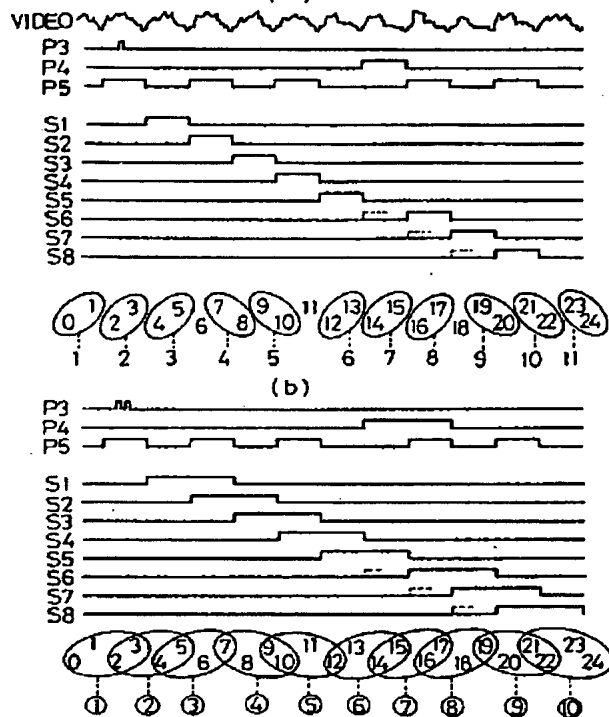 VIDEO
P3
P4
P5
S1
S2
S3
S4
S5
S6
S7
S8
0 1 2 3 4 5 6 7 8 9 10 11 12 13 14 15 16 17 18 19 20 21 22 23 24
1 2 3 4 5 6 7 8 9 10 11
(b)
P3
P4
P5
S1
S2
S3
S4
S5
S6
S7
S8
0 1 2 3 4 5 6 7 8 9 10 11 12 13 14 15 16 17 18 19 20 21 22 23 24
① ② ③ ④ ⑤ ⑥ ⑦ ⑧ ⑨ ⑩